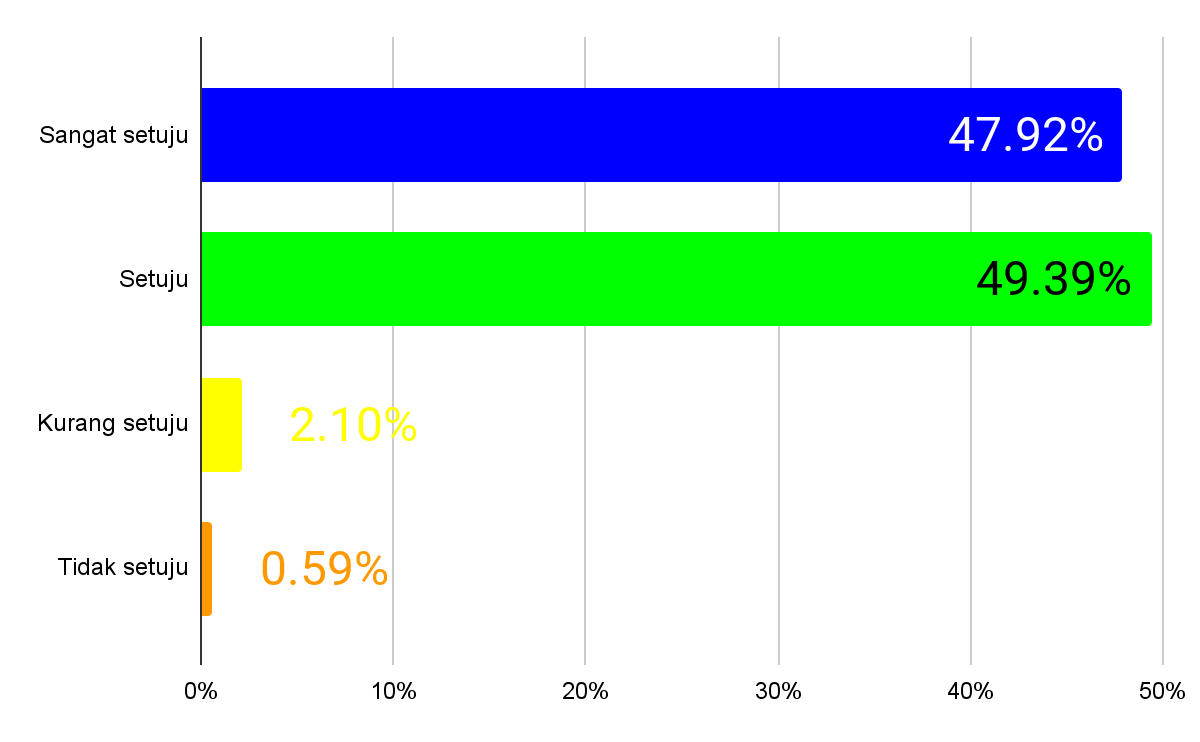 Sangat setuju
47.92%
Setuju
49.39%
Kurang setuju
2.10%
Tidak setuju
0.59%
0%
10%
20%
30%
40%
50%